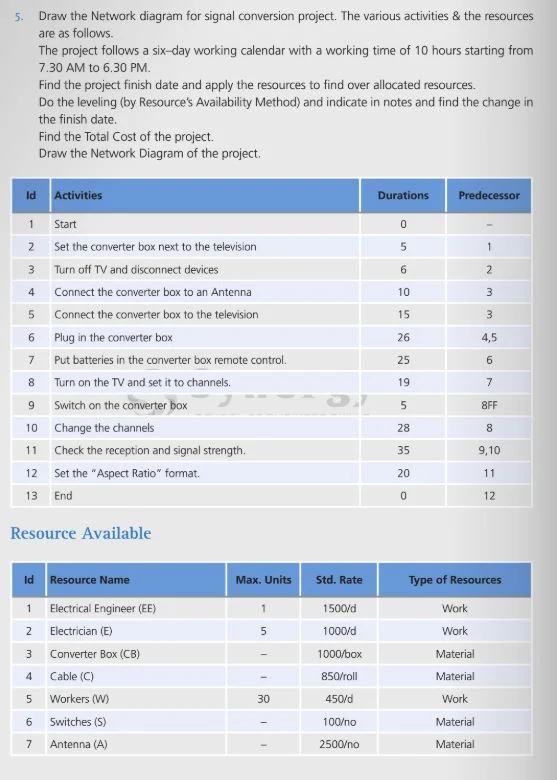 5. Draw the Network diagram for signal conversion project. The various activities & the resources
are as follows.
The project follows a six–day working calendar with a working time of 10 hours starting from
7.30 AM to 6.30 PM.
Find the project finish date and apply the resources to find over allocated resources.
Do the leveling (by Resource's Availability Method) and indicate in notes and find the change in
the finish date.
Find the Total Cost of the project.
Draw the Network Diagram of the project.
Id Activities Durations Predecessor
1 Start 0 –
2 Set the converter box next to the television 5 1
3 Turn off TV and disconnect devices 6 2
4 Connect the converter box to an Antenna 10 3
5 Connect the converter box to the television 15 3
6 Plug in the converter box 26 4,5
7 Put batteries in the converter box remote control. 25 6
8 Turn on the TV and set it to channels. 19 7
9 Switch on the converter box 5 8FF
10 Change the channels 28 8
11 Check the reception and signal strength. 35 9,10
12 Set the “Aspect Ratio” format. 20 11
13 End 0 12
Resource Available
Id Resource Name Max. Units Std. Rate Type of Resources
1 Electrical Engineer (EE) 1 1500/d Work
2 Electrician (E) 5 1000/d Work
3 Converter Box (CB) – 1000/box Material
4 Cable (C) – 850/roll Material
5 Workers (W) 30 450/d Work
6 Switches (S) – 100/no Material
7 Antenna (A) – 2500/no Material